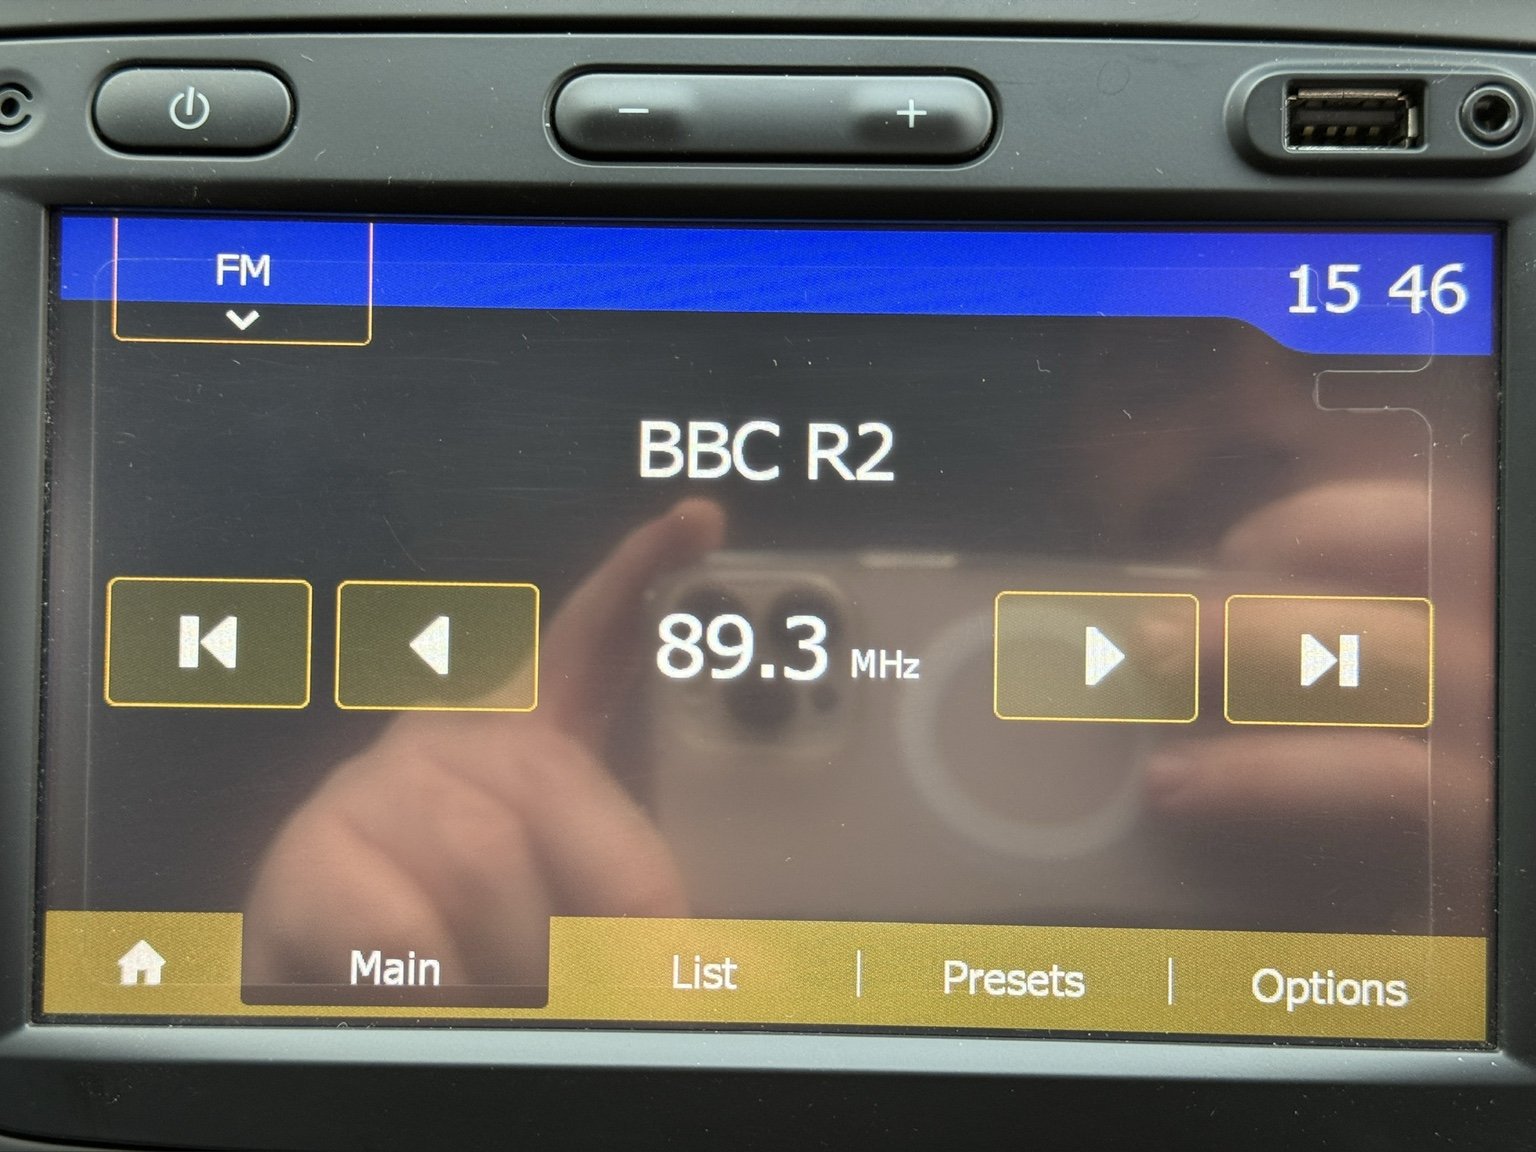 FM
15 46
BBC R2
89.3 MHz
Main
List
Presets
Options